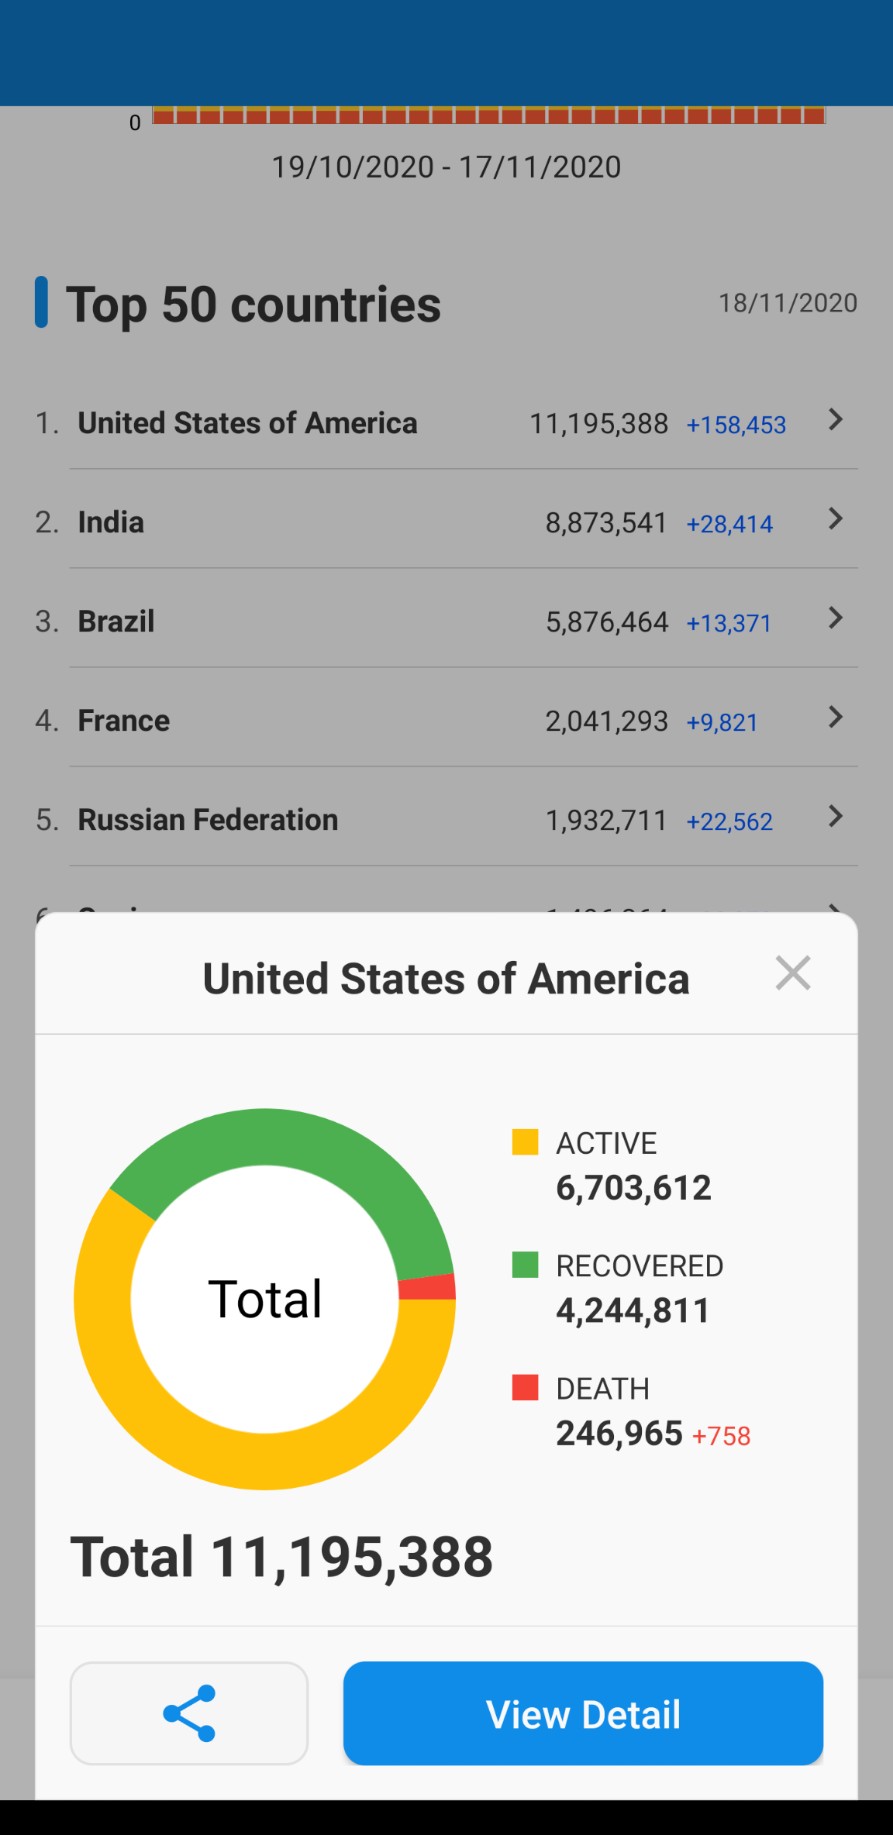 0
19/10/2020 - 17/11/2020
Top 50 countries 18/11/2020
1. United States of America 11,195,388 +158,453
2. India 8,873,541 +28,414
3. Brazil 5,876,464 +13,371
4. France 2,041,293 +9,821
5. Russian Federation 1,932,711 +22,562
United States of America
ACTIVE
6,703,612
RECOVERED
4,244,811
DEATH
246,965 +758
Total
Total 11,195,388
View Detail